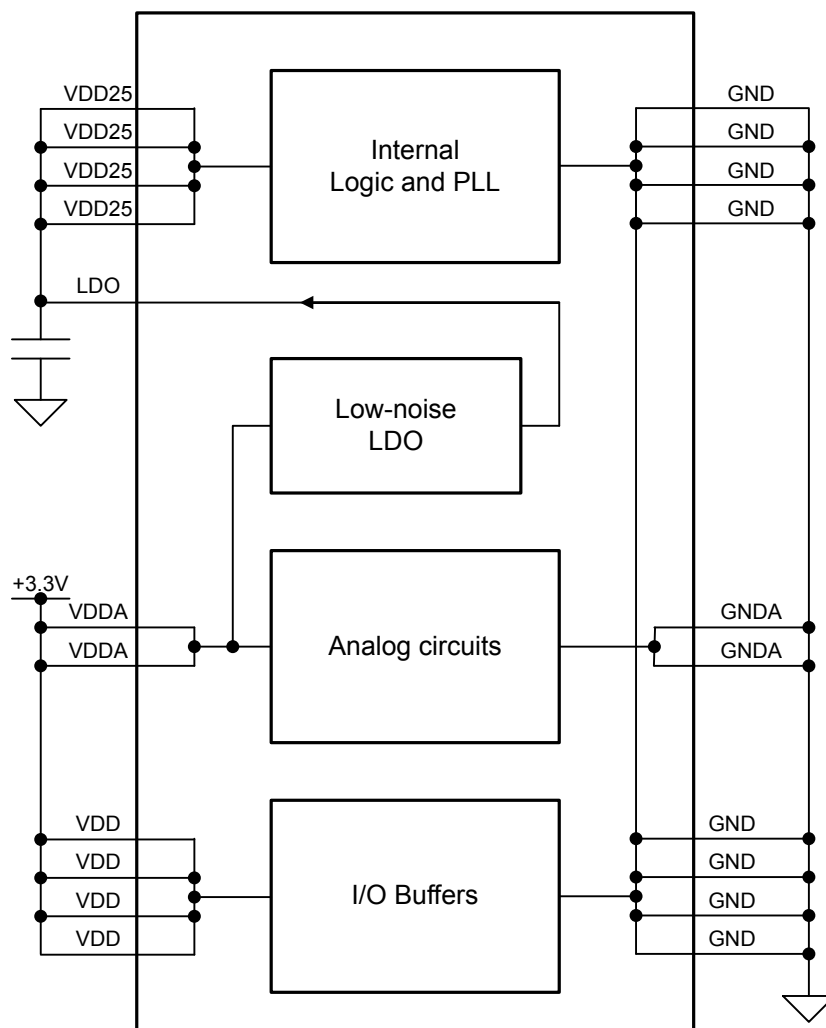 VDD25
VDD25
VDD25
VDD25
Internal
Logic and PLL
GND
GND
GND
GND
LDO
Low-noise
LDO
+3.3V
VDDA
VDDA
Analog circuits
GNDA
GNDA
VDD
VDD
VDD
VDD
I/O Buffers
GND
GND
GND
GND